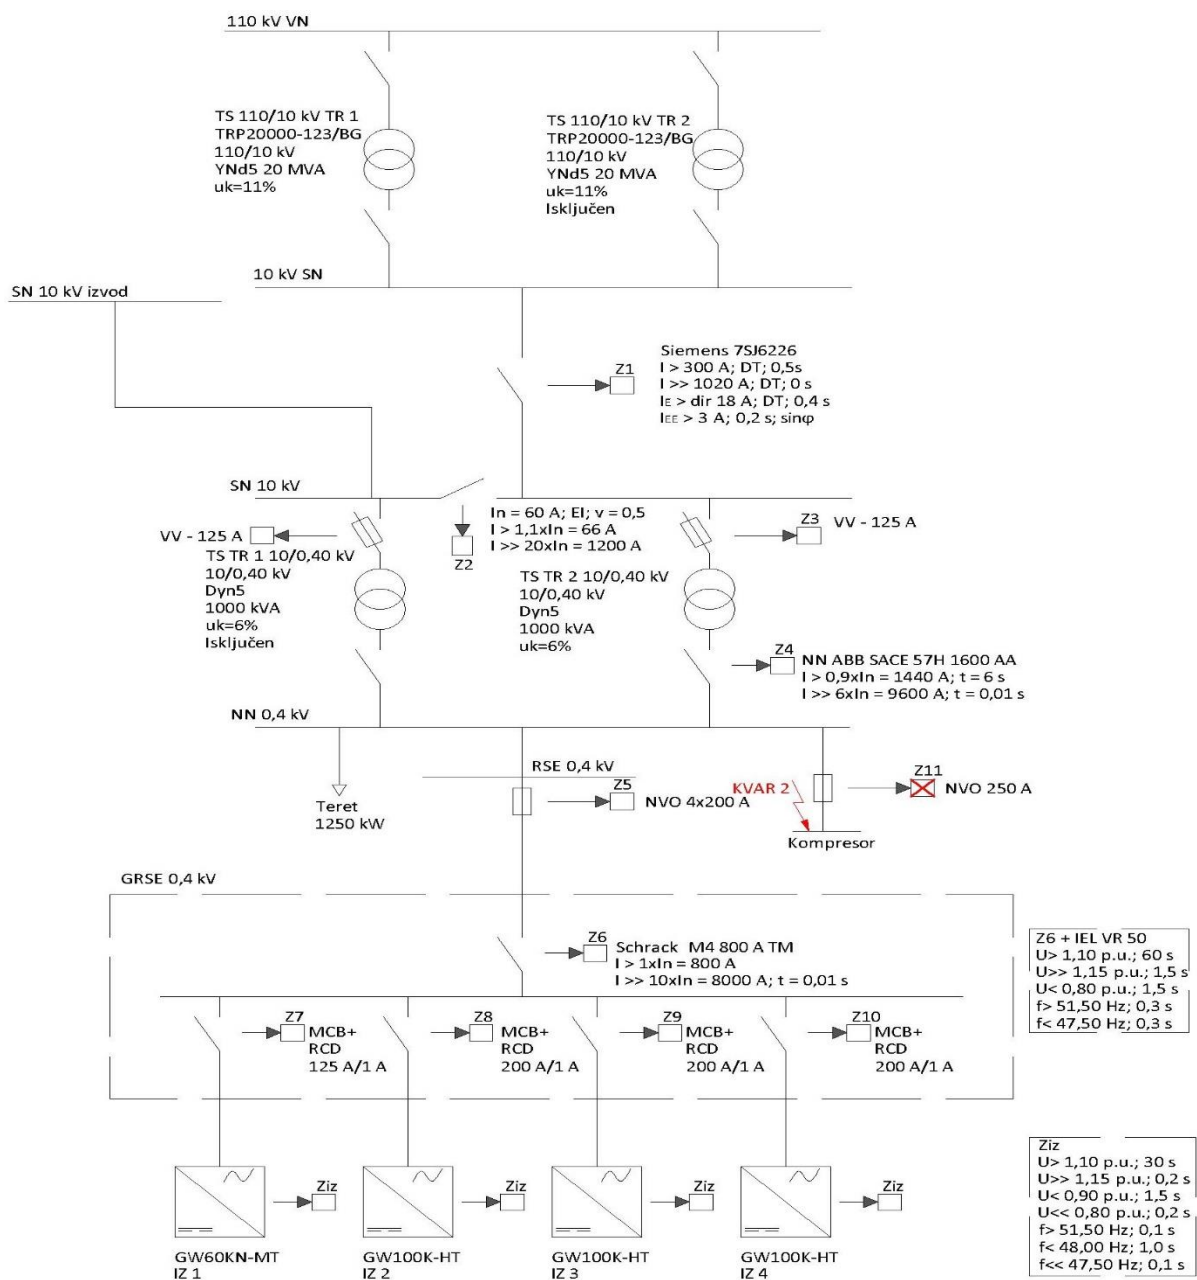 110 kV VN
TS 110/10 kV TR 1
TRP20000-123/BG
110/10 kV
YNd5 20 MVA
uk=11%
TS 110/10 kV TR 2
TRP20000-123/BG
110/10 kV
YNd5 20 MVA
uk=11%
Isključen
10 kV SN
SN 10 kV izvod
Z1
Siemens 7SJ6226
I > 300 A; DT; 0,5s
I >> 1020 A; DT; 0 s
IE > dir 18 A; DT; 0,4 s
IEE > 3 A; 0,2 s; sinφ
SN 10 kV
VV - 125 A
TS TR 1 10/0,40 kV
10/0,40 kV
Dyn5
1000 kVA
uk=6%
Isključen
In = 60 A; EI; v = 0,5
I > 1,1xIn = 66 A
I >> 20xIn = 1200 A
Z2
Z3
VV - 125 A
TS TR 2 10/0,40 kV
10/0,40 kV
Dyn5
1000 kVA
uk=6%
Z4
NN ABB SACE 57H 1600 AA
I > 0,9xIn = 1440 A; t = 6 s
I >> 6xIn = 9600 A; t = 0,01 s
NN 0,4 kV
Teret
1250 kW
RSE 0,4 kV
Z5
NVO 4x200 A
KVAR 2
Z11
NVO 250 A
Kompresor
GRSE 0,4 kV
Z6
Schrack M4 800 A TM
I > 1xIn = 800 A
I >> 10xIn = 8000 A; t = 0,01 s
Z6 + IEL VR 50
U> 1,10 p.u.; 60 s
U>> 1,15 p.u.; 1,5 s
U< 0,80 p.u.; 1,5 s
f> 51,50 Hz; 0,3 s
f< 47,50 Hz; 0,3 s
Z7
MCB+
RCD
125 A/1 A
Z8
MCB+
RCD
200 A/1 A
Z9
MCB+
RCD
200 A/1 A
Z10
MCB+
RCD
200 A/1 A
Ziz
GW60KN-MT
IZ 1
Ziz
GW100K-HT
IZ 2
Ziz
GW100K-HT
IZ 3
Ziz
GW100K-HT
IZ 4
Ziz
U> 1,10 p.u.; 30 s
U>> 1,15 p.u.; 0,2 s
U< 0,90 p.u.; 1,5 s
U<< 0,80 p.u.; 0,2 s
f> 51,50 Hz; 0,1 s
f< 48,00 Hz; 1,0 s
f<< 47,50 Hz; 0,1 s